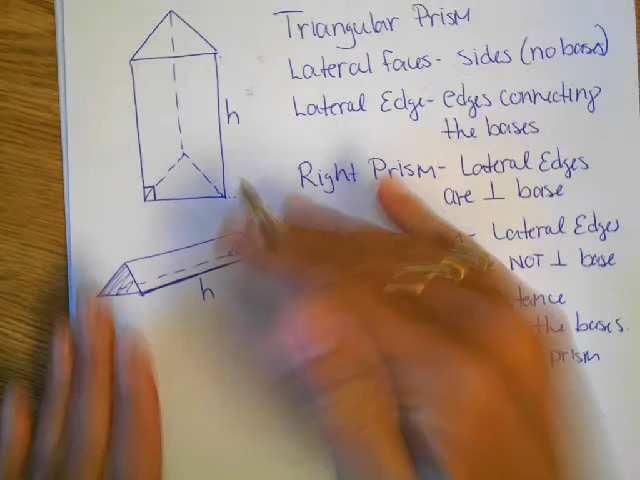 Triangular Prism
Lateral faces- sides (no bases)
Lateral Edge- edges connecting
the bases
h
Right Prism- Lateral Edges
are ⊥ base
- Lateral Edges
NOT ⊥ base
h
the bases.
prism